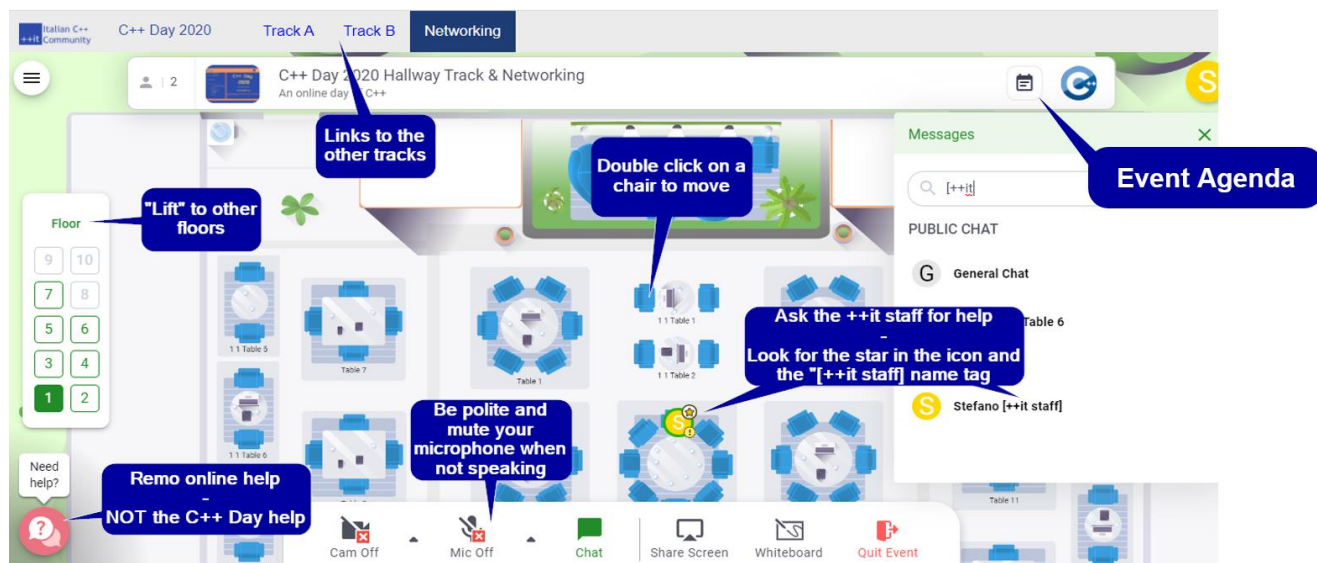 Italian C++
++it Community
C++ Day 2020
Track A
Track B
Networking
2
C++ Day 2020 Hallway Track & Networking
An online day of C++
Links to the
other tracks
Double click on a
chair to move
Messages
Event Agenda
[++it
PUBLIC CHAT
G General Chat
Table 6
S Stefano [++it staff]
Floor
"Lift" to other
floors
9 10
7 8
5 6
3 4
1 2
1 1 Table 5
Table 7
Table 1
1 1 Table 1
1 1 Table 2
Ask the ++it staff for help
-
Look for the star in the icon and
the "[++it staff] name tag
S
S
1 1 Table 6
Be polite and
mute your
microphone when
not speaking
Need
help?
Remo online help
-
NOT the C++ Day help
Table 11
Cam Off
Mic Off
Chat
Share Screen
Whiteboard
Quit Event